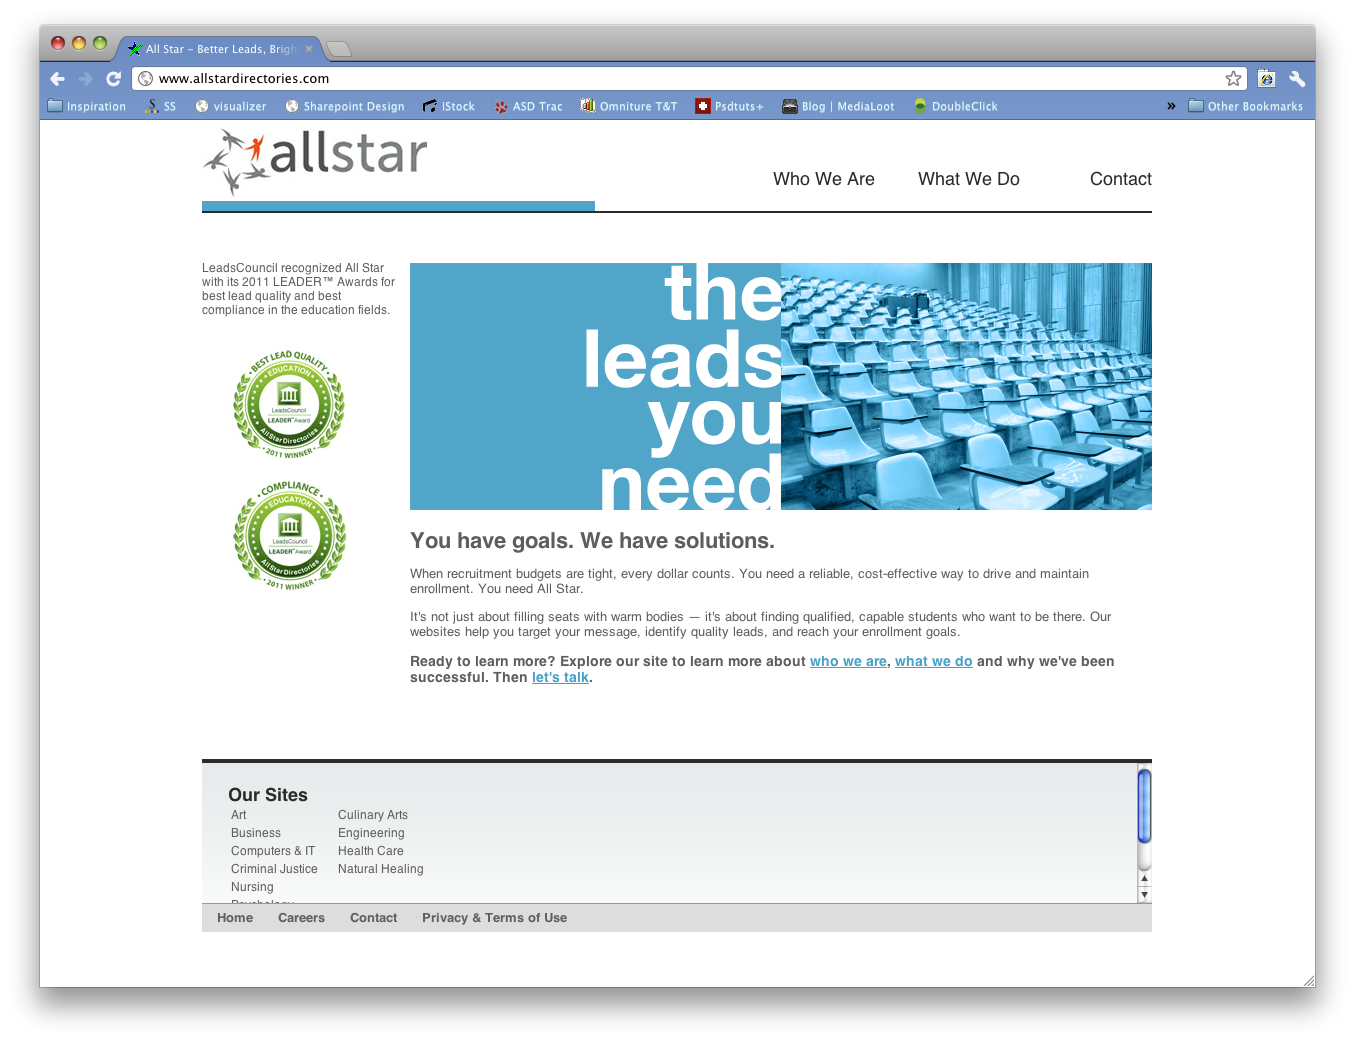 All Star – Better Leads, Brigh
www.allstardirectories.com
Inspiration SS visualizer Sharepoint Design iStock ASD Trac Omniture T&T Psdtuts+ Blog | MediaLoot DoubleClick » Other Bookmarks
allstar
Who We Are What We Do Contact
LeadsCouncil recognized All Star
with its 2011 LEADER™ Awards for
best lead quality and best
compliance in the education fields.
• BEST LEAD QUALITY •
EDUCATION
LeadsCouncil
LEADER™Award
AllStarDirectories
• 2011 WINNER •
• COMPLIANCE •
EDUCATION
LeadsCouncil
LEADER™Award
AllStarDirectories
• 2011 WINNER •
the
leads
you
need
You have goals. We have solutions.
When recruitment budgets are tight, every dollar counts. You need a reliable, cost-effective way to drive and maintain
enrollment. You need All Star.
It's not just about filling seats with warm bodies — it's about finding qualified, capable students who want to be there. Our
websites help you target your message, identify quality leads, and reach your enrollment goals.
Ready to learn more? Explore our site to learn more about who we are, what we do and why we've been
successful. Then let's talk.
Our Sites
Art Culinary Arts
Business Engineering
Computers & IT Health Care
Criminal Justice Natural Healing
Nursing
Psychology
Home Careers Contact Privacy & Terms of Use